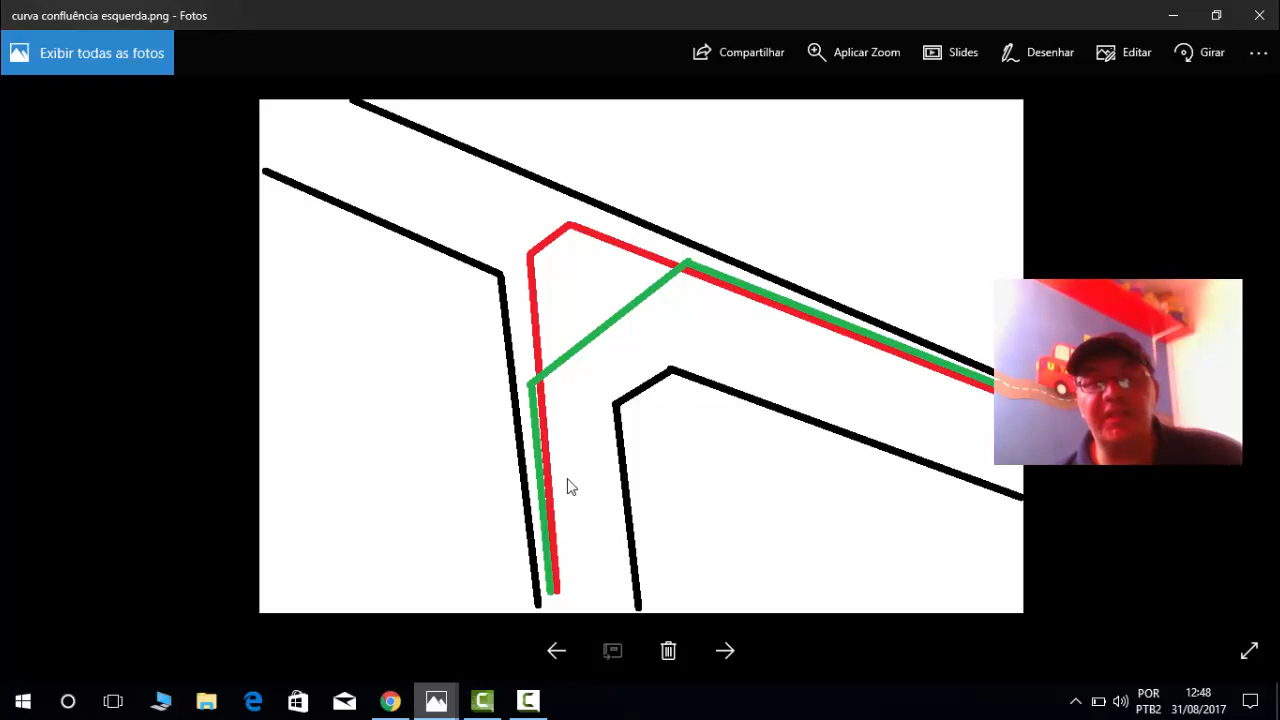 curva confluência esquerda.png - Fotos
Exibir todas as fotos
Compartilhar
Aplicar Zoom
Slides
Desenhar
Editar
Girar
POR
PTB2
12:48
31/08/2017